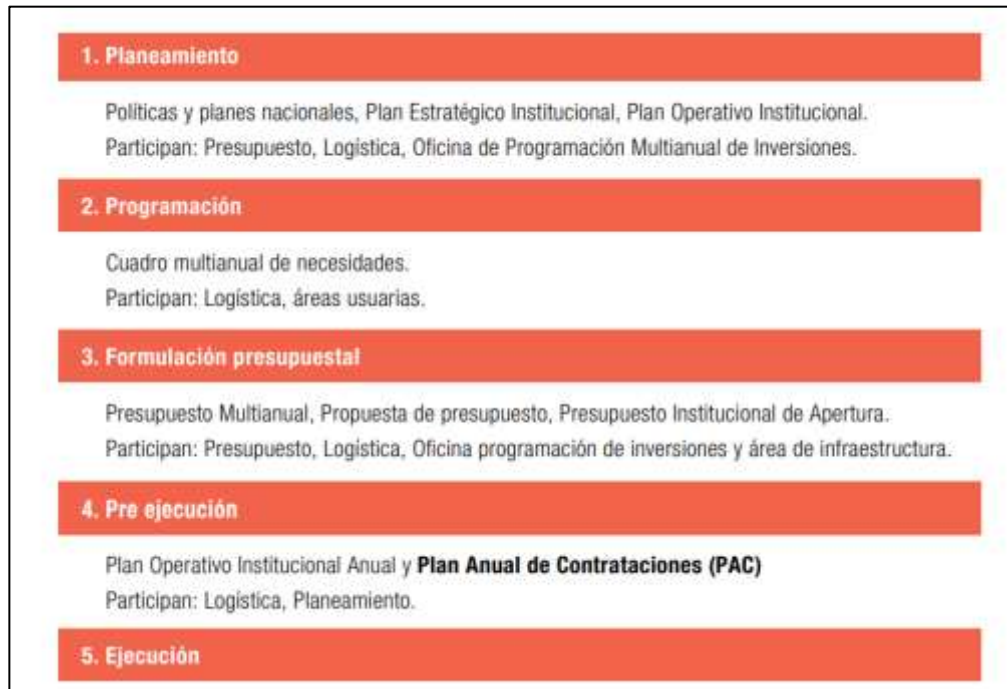 1. Planeamiento
Políticas y planes nacionales, Plan Estratégico Institucional, Plan Operativo Institucional.
Participan: Presupuesto, Logística, Oficina de Programación Multianual de Inversiones.
2. Programación
Cuadro multianual de necesidades.
Participan: Logística, áreas usuarias.
3. Formulación presupuestal
Presupuesto Multianual, Propuesta de presupuesto, Presupuesto Institucional de Apertura.
Participan: Presupuesto, Logística, Oficina programación de inversiones y área de infraestructura.
4. Pre ejecución
Plan Operativo Institucional Anual y Plan Anual de Contrataciones (PAC)
Participan: Logística, Planeamiento.
5. Ejecución